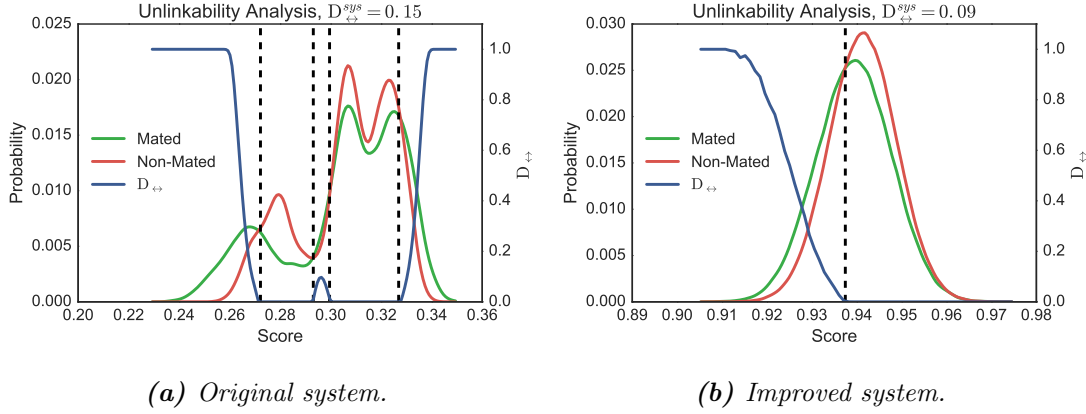 Unlinkability Analysis, D↔^sys = 0.15
Probability
0.025
0.020
0.015
0.010
0.005
0.000
0.20 0.22 0.24 0.26 0.28 0.30 0.32 0.34 0.36
Score
1.0
0.8
0.6
0.4
0.2
0.0
D↔
Mated
Non-Mated
D↔
(a) Original system.
Unlinkability Analysis, D↔^sys = 0.09
Probability
0.030
0.025
0.020
0.015
0.010
0.005
0.000
0.89 0.90 0.91 0.92 0.93 0.94 0.95 0.96 0.97 0.98
Score
1.0
0.8
0.6
0.4
0.2
0.0
D↔
Mated
Non-Mated
D↔
(b) Improved system.